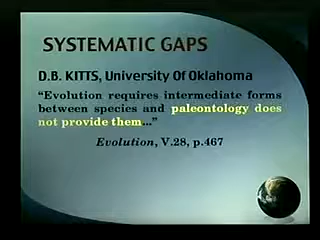 SYSTEMATIC GAPS
D.B. KITTS, University Of Oklahoma
“Evolution requires intermediate forms
between species and paleontology does
not provide them...”
Evolution, V.28, p.467